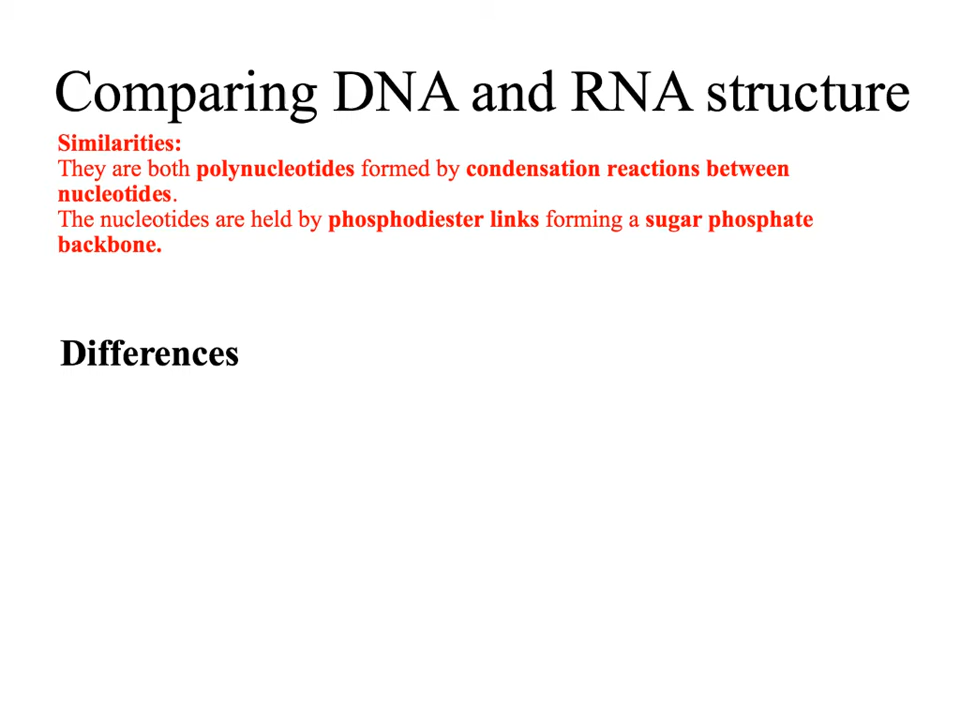 Comparing DNA and RNA structure
Similarities:
They are both polynucleotides formed by condensation reactions between
nucleotides.
The nucleotides are held by phosphodiester links forming a sugar phosphate
backbone.
Differences